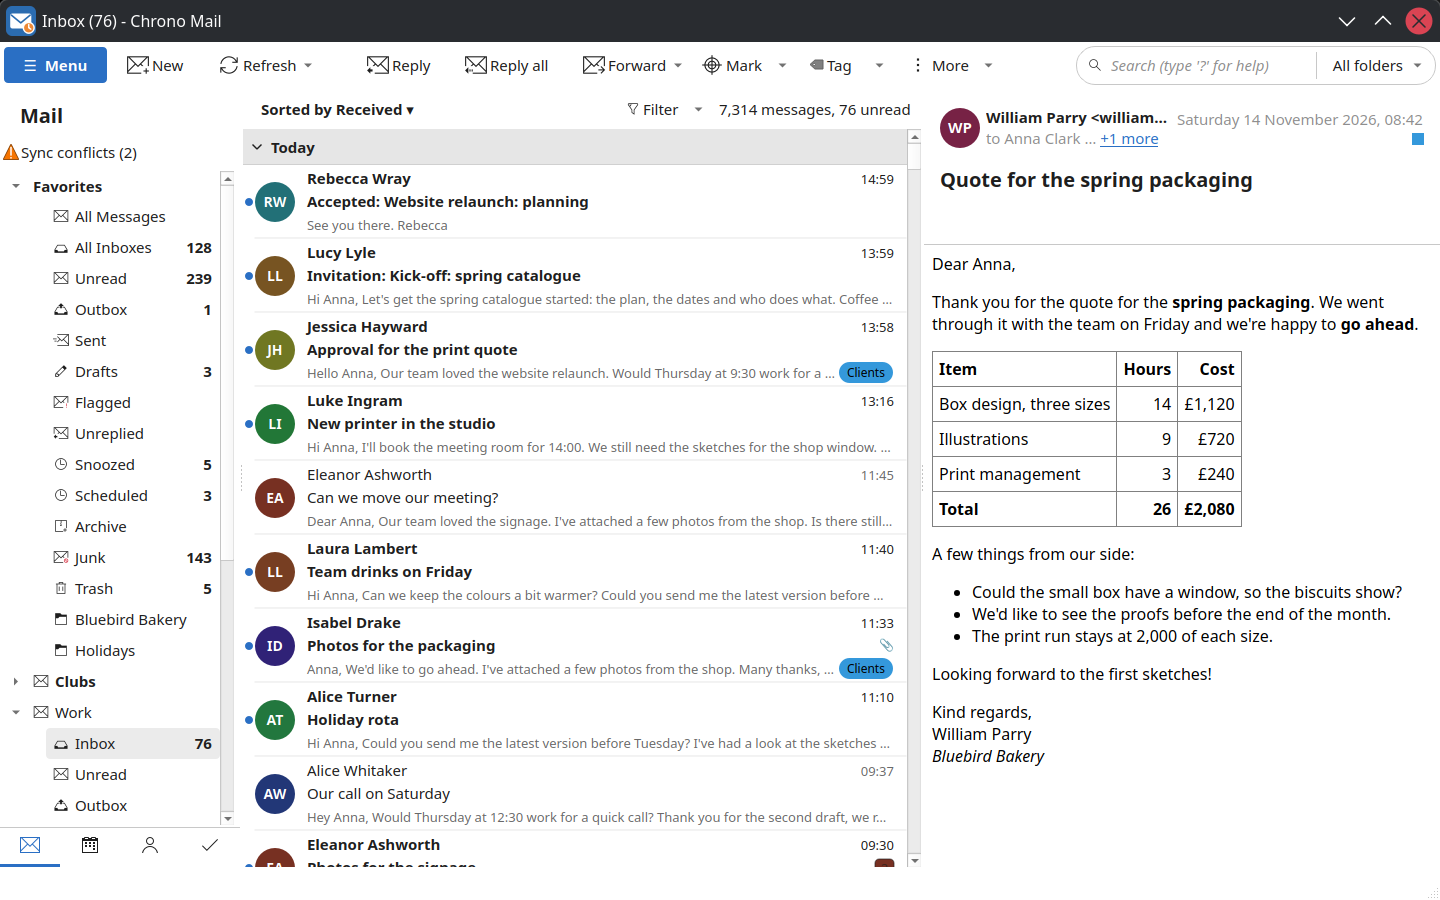 Inbox (76) - Chrono Mail
Menu
New
Refresh
Reply
Reply all
Forward
Mark
Tag
More
Search (type '?' for help)
All folders
Mail
Sync conflicts (2)
Favorites
All Messages
All Inboxes 128
Unread 239
Outbox 1
Sent
Drafts 3
Flagged
Unreplied
Snoozed 5
Scheduled 3
Archive
Junk 143
Trash 5
Bluebird Bakery
Holidays
Clubs
Work
Inbox 76
Unread
Outbox
Sorted by Received ▾
Filter
7,314 messages, 76 unread
Today
RW
Rebecca Wray 14:59
Accepted: Website relaunch: planning
See you there. Rebecca
LL
Lucy Lyle 13:59
Invitation: Kick-off: spring catalogue
Hi Anna, Let's get the spring catalogue started: the plan, the dates and who does what. Coffee ...
JH
Jessica Hayward 13:58
Approval for the print quote
Hello Anna, Our team loved the website relaunch. Would Thursday at 9:30 work for a ... Clients
LI
Luke Ingram 13:16
New printer in the studio
Hi Anna, I'll book the meeting room for 14:00. We still need the sketches for the shop window. ...
EA
Eleanor Ashworth 11:45
Can we move our meeting?
Dear Anna, Our team loved the signage. I've attached a few photos from the shop. Is there still...
LL
Laura Lambert 11:40
Team drinks on Friday
Hi Anna, Can we keep the colours a bit warmer? Could you send me the latest version before ...
ID
Isabel Drake 11:33
Photos for the packaging
Anna, We'd like to go ahead. I've attached a few photos from the shop. Many thanks, ... Clients
AT
Alice Turner 11:10
Holiday rota
Hi Anna, Could you send me the latest version before Tuesday? I've had a look at the sketches ...
AW
Alice Whitaker 09:37
Our call on Saturday
Hey Anna, Would Thursday at 12:30 work for a quick call? Thank you for the second draft, we r...
EA
Eleanor Ashworth 09:30
Photos for the signage
WP
William Parry <william... Saturday 14 November 2026, 08:42
to Anna Clark ... +1 more
Quote for the spring packaging
Dear Anna,
Thank you for the quote for the spring packaging. We went
through it with the team on Friday and we're happy to go ahead.
Item Hours Cost
Box design, three sizes 14 £1,120
Illustrations 9 £720
Print management 3 £240
Total 26 £2,080
A few things from our side:
• Could the small box have a window, so the biscuits show?
• We'd like to see the proofs before the end of the month.
• The print run stays at 2,000 of each size.
Looking forward to the first sketches!
Kind regards,
William Parry
Bluebird Bakery